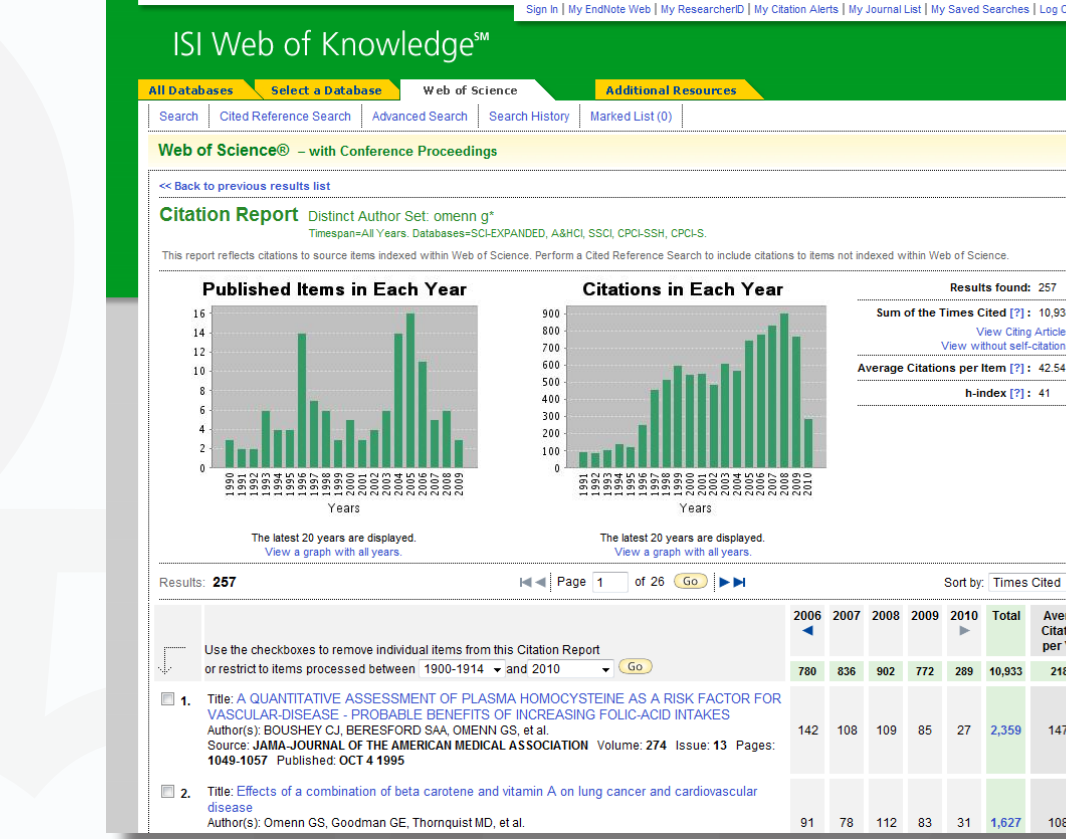 Sign In | My EndNote Web | My ResearcherID | My Citation Alerts | My Journal List | My Saved Searches | Log
ISI Web of Knowledge℠
All Databases Select a Database Web of Science Additional Resources
Search Cited Reference Search Advanced Search Search History Marked List (0)
Web of Science® – with Conference Proceedings
<< Back to previous results list
Citation Report Distinct Author Set: omenn g*
Timespan=All Years. Databases=SCI-EXPANDED, A&HCI, SSCI, CPCI-SSH, CPCI-S.
This report reflects citations to source items indexed within Web of Science. Perform a Cited Reference Search to include citations to items not indexed within Web of Science.
Published Items in Each Year
16
14
12
10
8
6
4
2
0
1990 1991 1992 1993 1994 1995 1996 1997 1998 1999 2000 2001 2002 2003 2004 2005 2006 2007 2008 2009
Years
The latest 20 years are displayed.
View a graph with all years.
Citations in Each Year
900
800
700
600
500
400
300
200
100
0
1991 1992 1993 1994 1995 1996 1997 1998 1999 2000 2001 2002 2003 2004 2005 2006 2007 2008 2009 2010
Years
The latest 20 years are displayed.
View a graph with all years.
Results found: 257
Sum of the Times Cited [?] : 10,93
View Citing Article
View without self-citation
Average Citations per Item [?] : 42.54
h-index [?] : 41
Results: 257 Page 1 of 26 Go Sort by: Times Cited
2006 2007 2008 2009 2010 Total Ave
Citat
per Y
Use the checkboxes to remove individual items from this Citation Report
or restrict to items processed between 1900-1914 and 2010 Go
780 836 902 772 289 10,933 218
1. Title: A QUANTITATIVE ASSESSMENT OF PLASMA HOMOCYSTEINE AS A RISK FACTOR FOR
VASCULAR-DISEASE - PROBABLE BENEFITS OF INCREASING FOLIC-ACID INTAKES
Author(s): BOUSHEY CJ, BERESFORD SAA, OMENN GS, et al.
Source: JAMA-JOURNAL OF THE AMERICAN MEDICAL ASSOCIATION Volume: 274 Issue: 13 Pages:
1049-1057 Published: OCT 4 1995
142 108 109 85 27 2,359 147
2. Title: Effects of a combination of beta carotene and vitamin A on lung cancer and cardiovascular
disease
Author(s): Omenn GS, Goodman GE, Thornquist MD, et al.
91 78 112 83 31 1,627 108